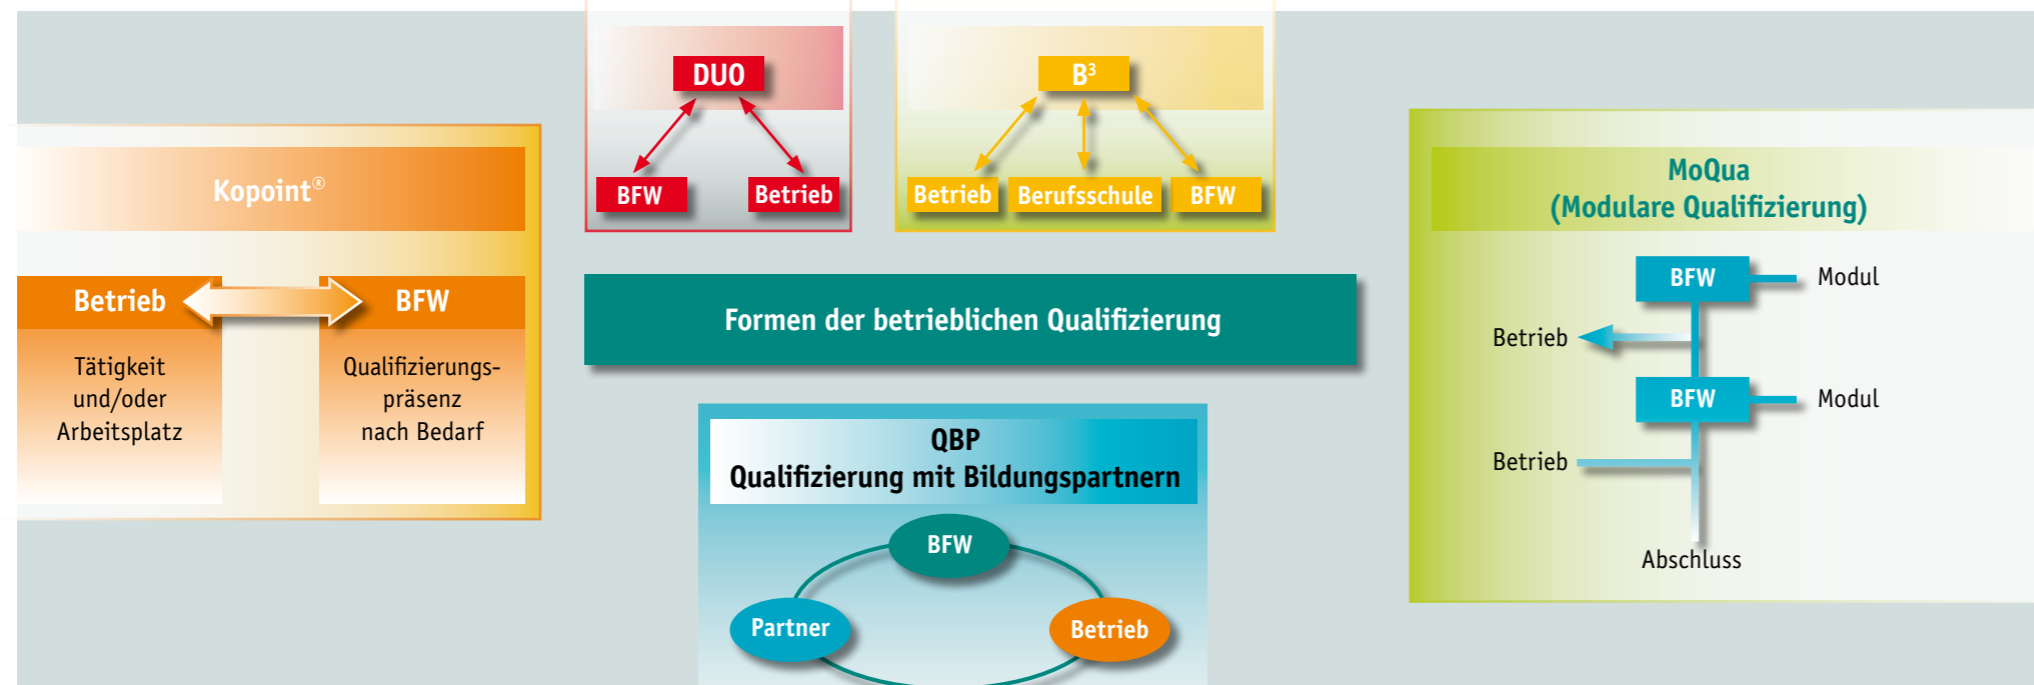 Kopoint®
Betrieb
BFW
Tätigkeit
und/oder
Arbeitsplatz
Qualifizierungs-
präsenz
nach Bedarf
DUO
BFW
Betrieb
B³
Betrieb
Berufsschule
BFW
Formen der betrieblichen Qualifizierung
QBP
Qualifizierung mit Bildungspartnern
BFW
Partner
Betrieb
MoQua
(Modulare Qualifizierung)
BFW
Modul
Betrieb
BFW
Modul
Betrieb
Abschluss